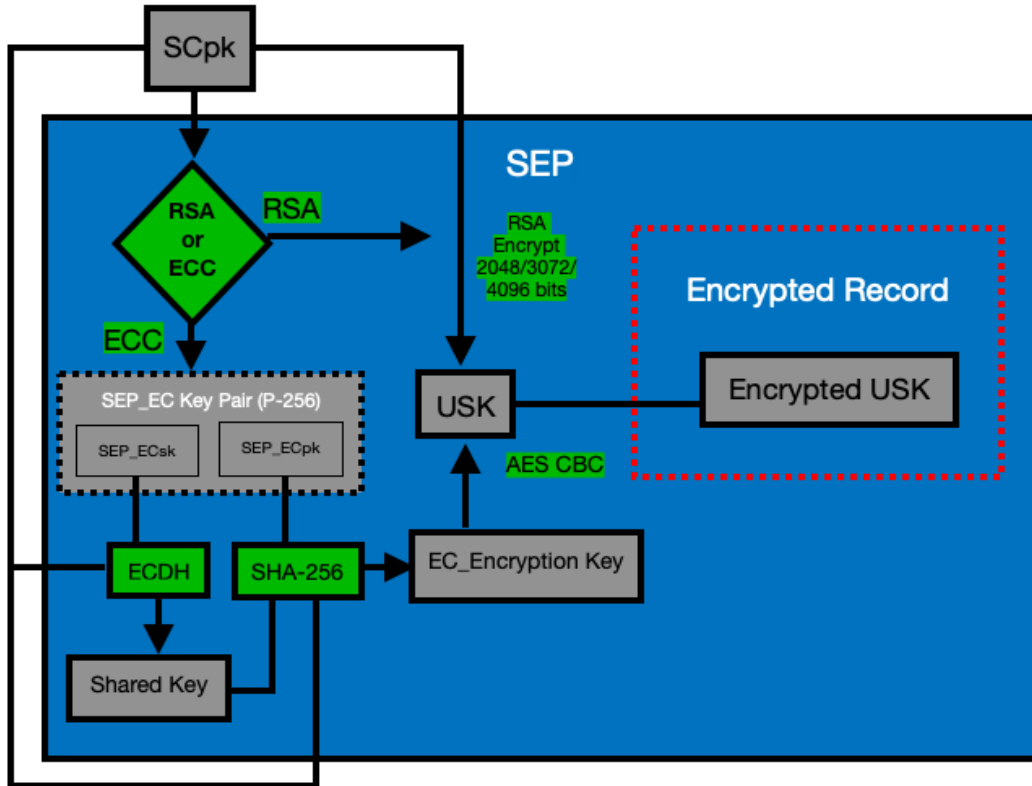 SCpk
SEP
RSA
or
ECC
RSA
RSA
Encrypt
2048/3072/
4096 bits
Encrypted Record
ECC
SEP_EC Key Pair (P-256)
SEP_ECsk
SEP_ECpk
USK
Encrypted USK
AES CBC
ECDH
SHA-256
EC_Encryption Key
Shared Key